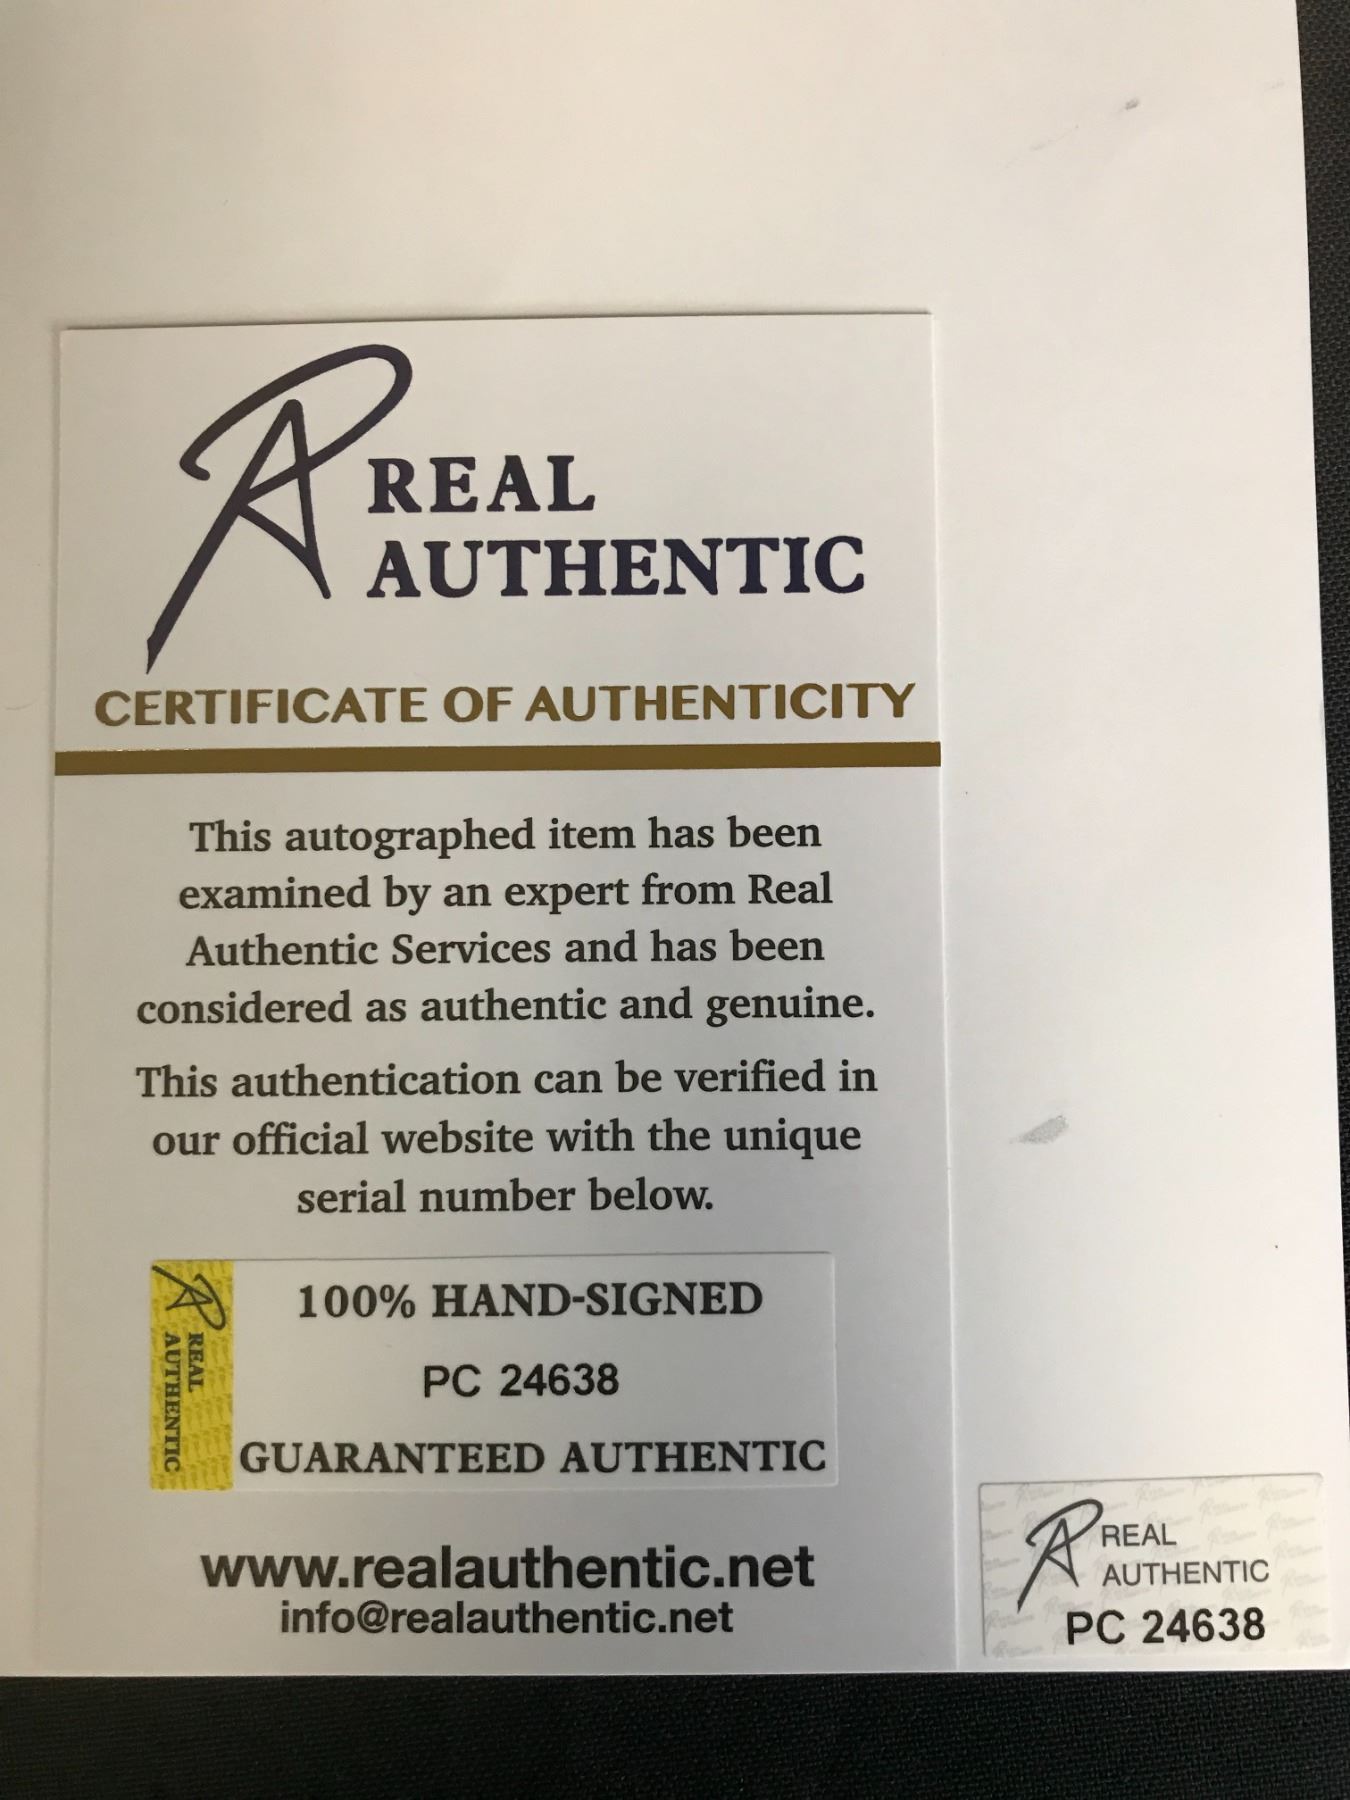 REAL
AUTHENTIC
CERTIFICATE OF AUTHENTICITY
This autographed item has been
examined by an expert from Real
Authentic Services and has been
considered as authentic and genuine.
This authentication can be verified in
our official website with the unique
serial number below.
REAL
AUTHENTIC
100% HAND-SIGNED
PC 24638
GUARANTEED AUTHENTIC
www.realauthentic.net
info@realauthentic.net
REAL
AUTHENTIC
PC 24638